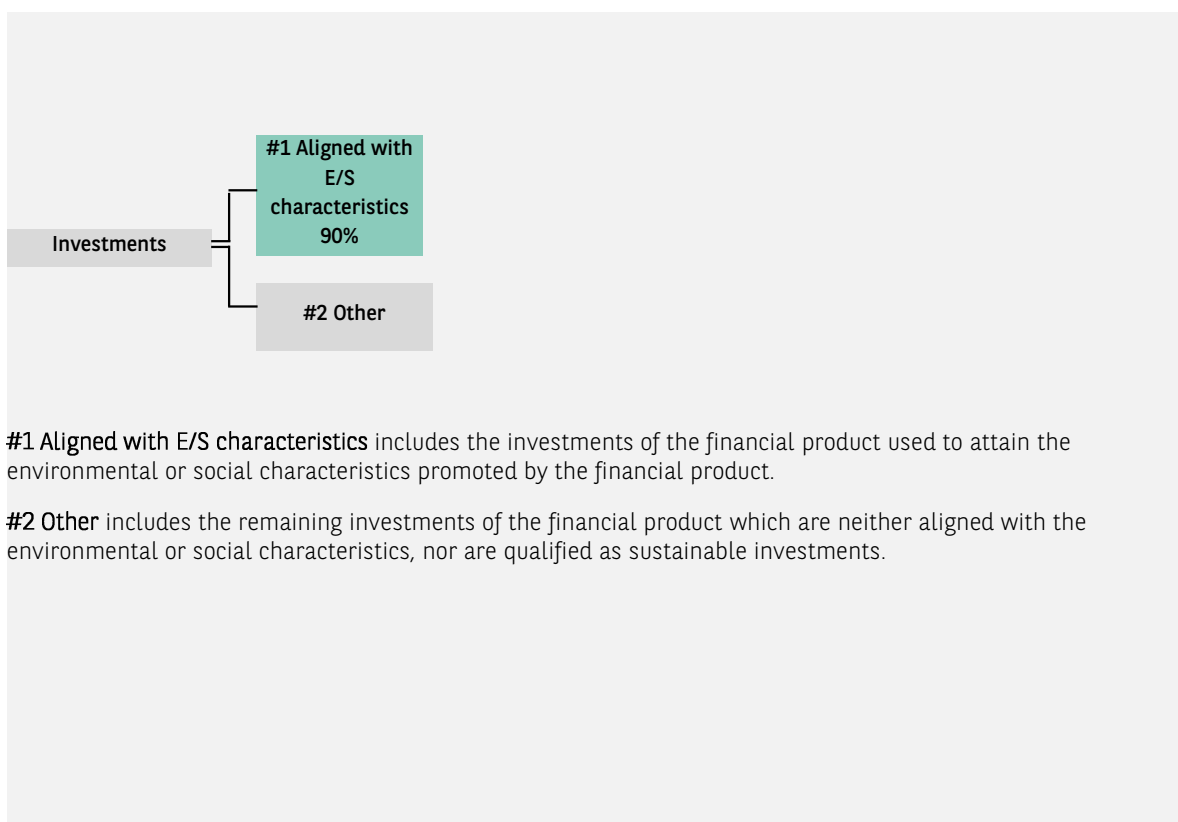 #1 Aligned with
E/S
characteristics
90%
Investments
#2 Other
#1 Aligned with E/S characteristics includes the investments of the financial product used to attain the
environmental or social characteristics promoted by the financial product.
#2 Other includes the remaining investments of the financial product which are neither aligned with the
environmental or social characteristics, nor are qualified as sustainable investments.